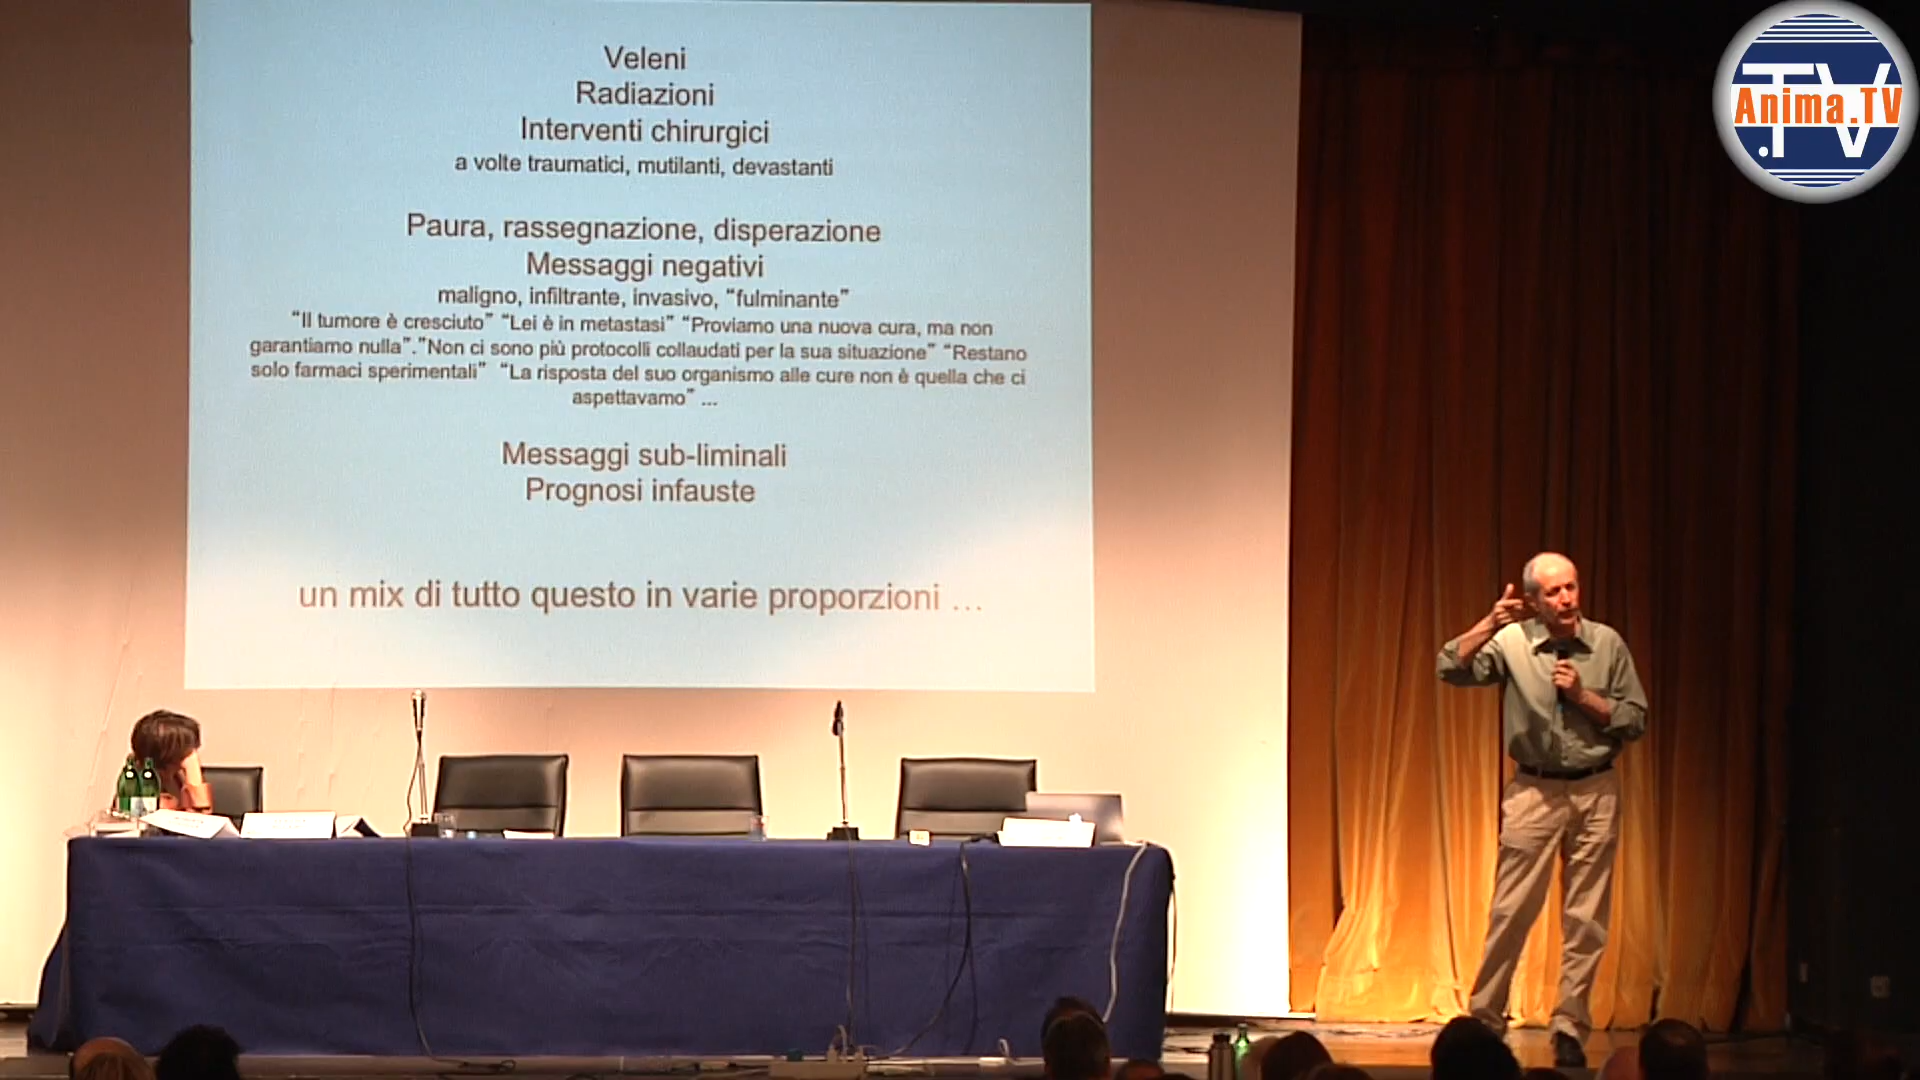 Veleni
Radiazioni
Interventi chirurgici
a volte traumatici, mutilanti, devastanti
Paura, rassegnazione, disperazione
Messaggi negativi
maligno, infiltrante, invasivo, “fulminante”
“Il tumore è cresciuto” “Lei è in metastasi” “Proviamo una nuova cura, ma non
garantiamo nulla”.”Non ci sono più protocolli collaudati per la sua situazione” “Restano
solo farmaci sperimentali” “La risposta del suo organismo alle cure non è quella che ci
aspettavamo” ...
Messaggi sub-liminali
Prognosi infauste
un mix di tutto questo in varie proporzioni ...
.TV
Anima.TV